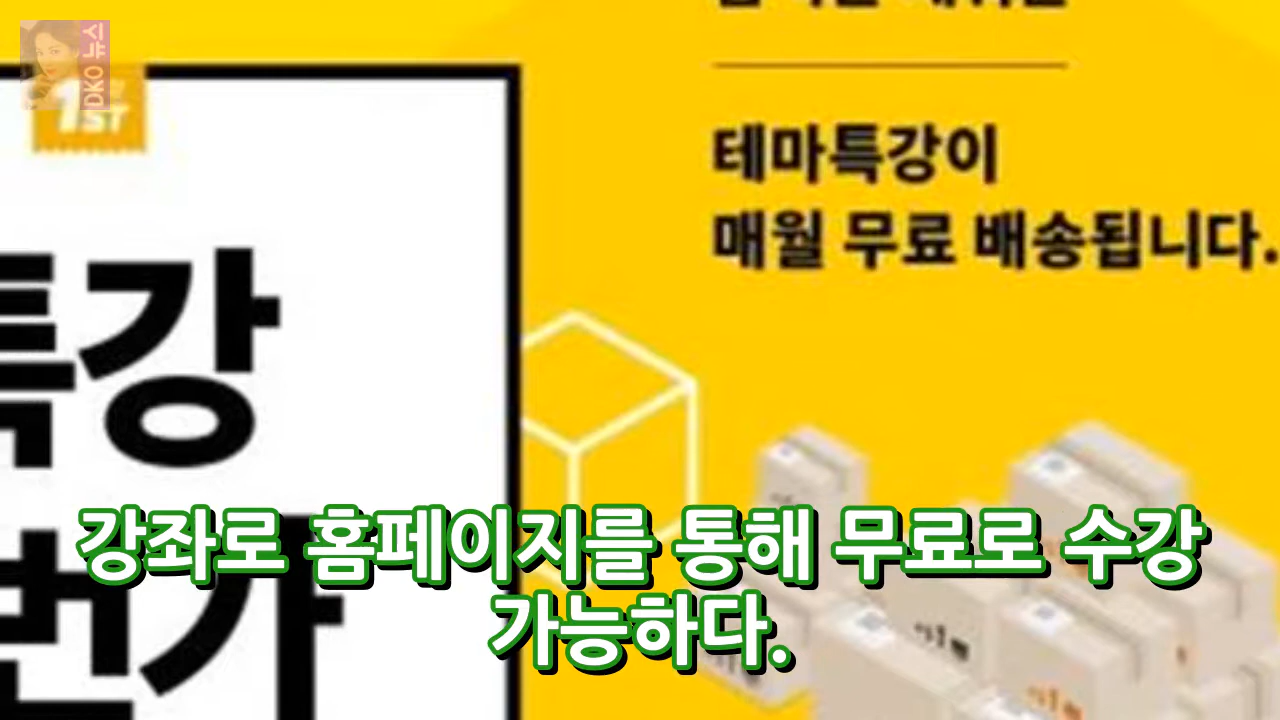 DKO 뉴스
1ST
테마특강이
매월 무료 배송됩니다.
특강
번가
강좌로 홈페이지를 통해 무료로 수강
가능하다.